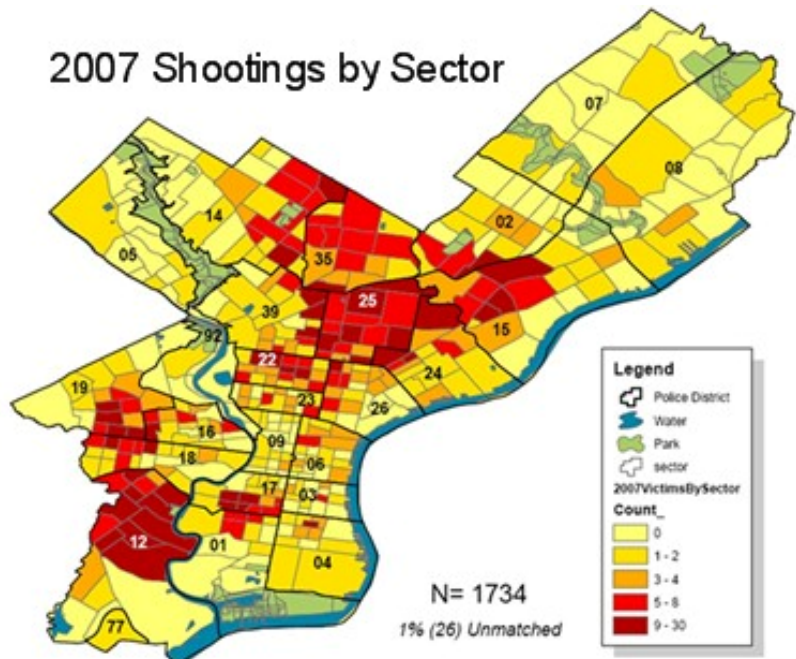 2007 Shootings by Sector
07
08
14
02
05
35
25
39
15
92
22
24
19
23
26
16
09
18
06
17
03
12
01
04
77
N= 1734
1% (26) Unmatched
Legend
Police District
Water
Park
sector
2007VictimsBySector
Count_
0
1 - 2
3 - 4
5 - 8
9 - 30